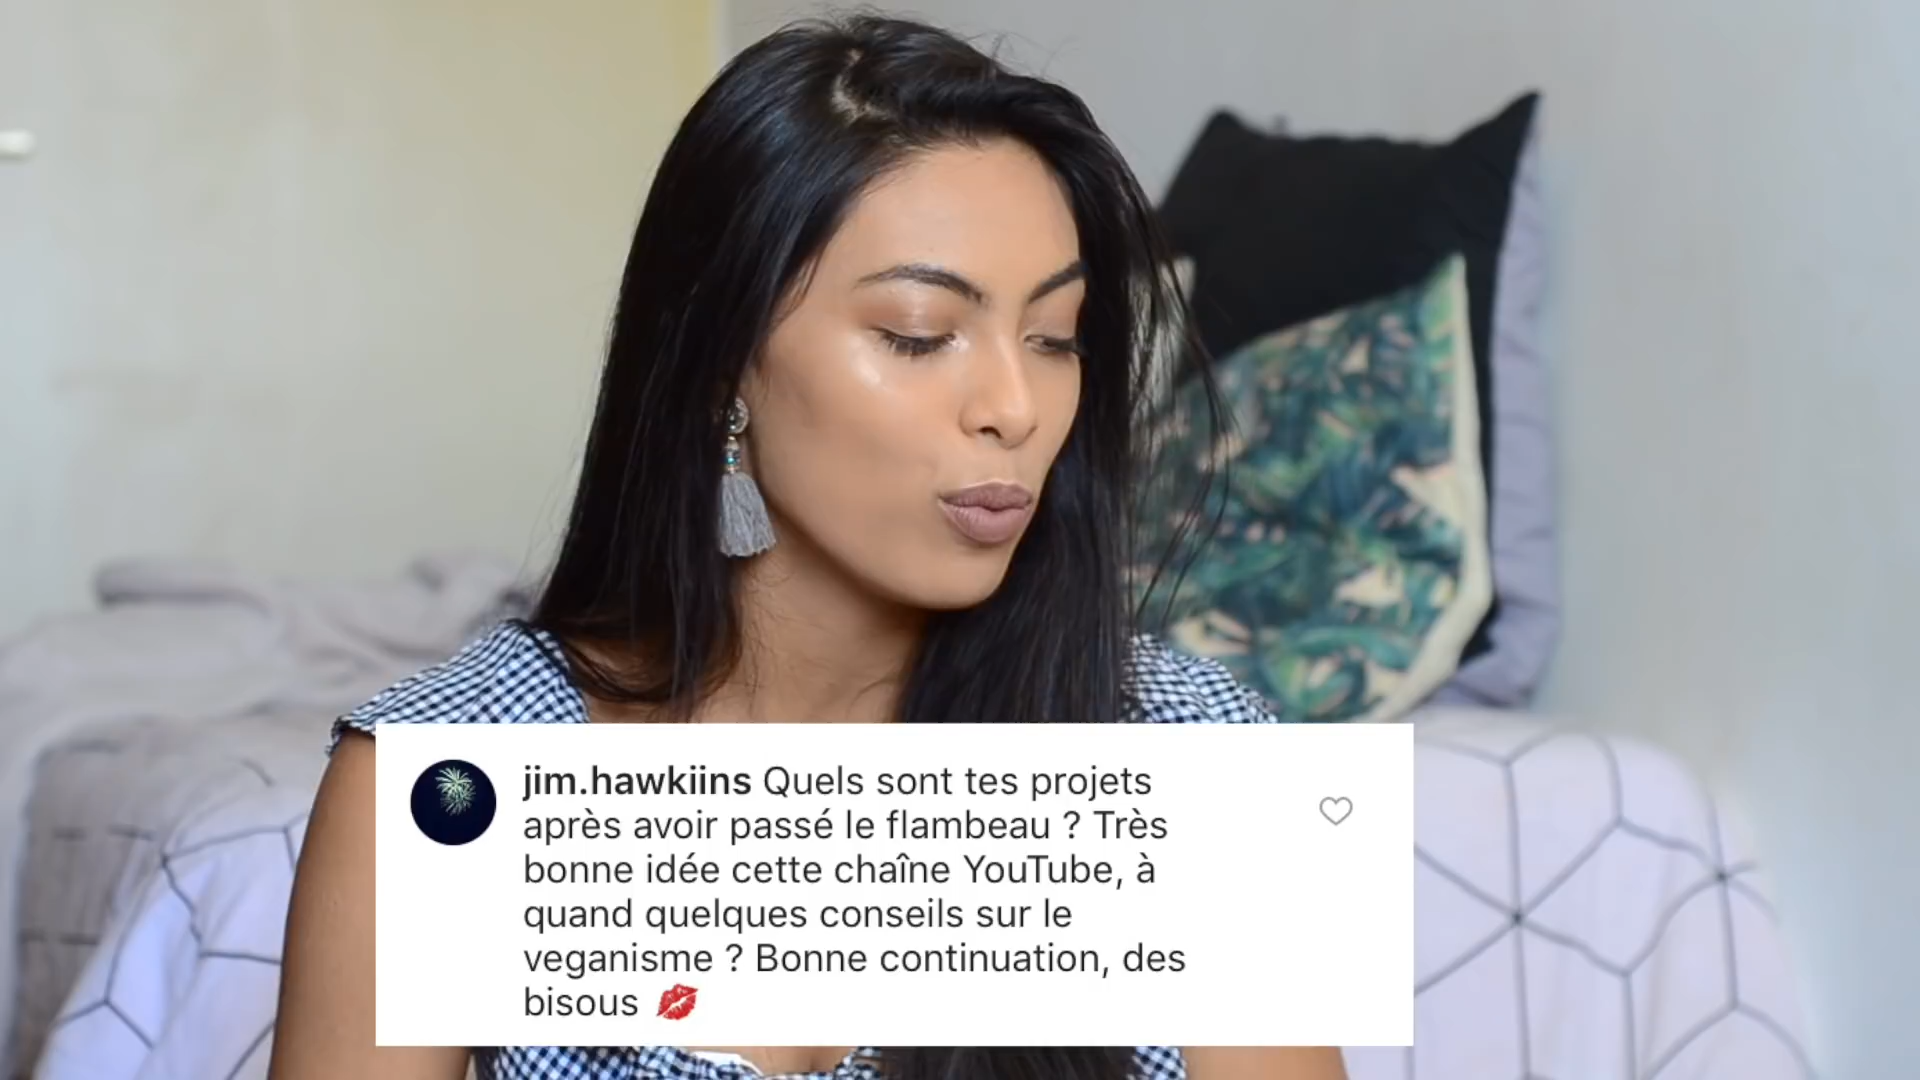 jim.hawkiins Quels sont tes projets
après avoir passé le flambeau ? Très
bonne idée cette chaîne YouTube, à
quand quelques conseils sur le
veganisme ? Bonne continuation, des
bisous 💋